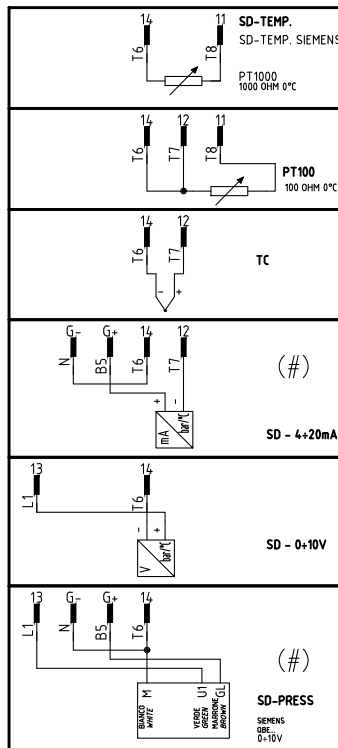 14 11 SD-TEMP.
SD-TEMP. SIEMENS
T6 T8
PT1000
1000 OHM 0°C
14 12 11
T6 T7 T8
PT100
100 OHM 0°C
14 12
T6 T7
TC
- +
G- G+ 14 12
N B5 T6 T7
(#)
+ -
mA bar/°C
SD - 4÷20mA
13 14
L1 T6
- +
V bar/°C
SD - 0÷10V
13 G- G+ 14
L1 N B5 T6
(#)
M U1 GL
BIANCO
WHITE
VERDE
GREEN
MARRONE
BROWN
SD-PRESS
SIEMENS
QBE..
0÷10V